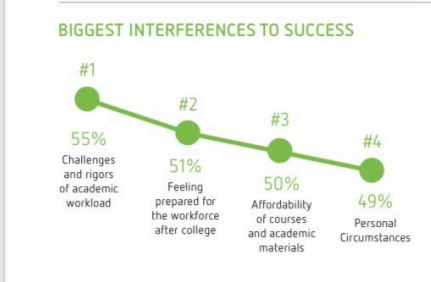 BIGGEST INTERFERENCES TO SUCCESS
#1
55%
Challenges
and rigors
of academic
workload
#2
51%
Feeling
prepared for
the workforce
after college
#3
50%
Affordability
of courses
and academic
materials
#4
49%
Personal
Circumstances